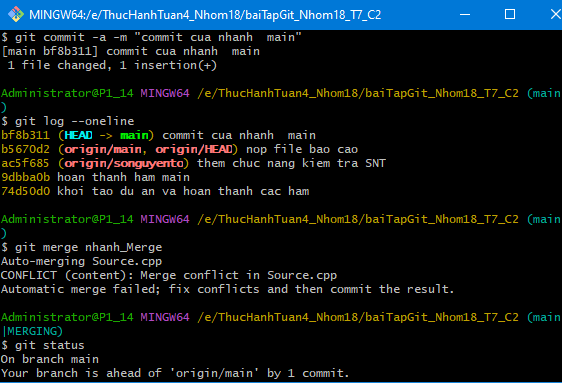 MINGW64:/e/ThucHanhTuan4_Nhom18/baiTapGit_Nhom18_T7_C2
$ git commit -a -m "commit cua nhanh  main"
[main bf8b311] commit cua nhanh  main
 1 file changed, 1 insertion(+)
Administrator@P1_14 MINGW64 /e/ThucHanhTuan4_Nhom18/baiTapGit_Nhom18_T7_C2 (main
)
$ git log --oneline
bf8b311 (HEAD -> main) commit cua nhanh  main
b5670d2 (origin/main, origin/HEAD) nop file bao cao
ac5f685 (origin/songuyento) them chuc nang kiem tra SNT
9dbba0b hoan thanh ham main
74d50d0 khoi tao du an va hoan thanh cac ham
Administrator@P1_14 MINGW64 /e/ThucHanhTuan4_Nhom18/baiTapGit_Nhom18_T7_C2 (main
)
$ git merge nhanh_Merge
Auto-merging Source.cpp
CONFLICT (content): Merge conflict in Source.cpp
Automatic merge failed; fix conflicts and then commit the result.
Administrator@P1_14 MINGW64 /e/ThucHanhTuan4_Nhom18/baiTapGit_Nhom18_T7_C2 (main
|MERGING)
$ git status
On branch main
Your branch is ahead of 'origin/main' by 1 commit.